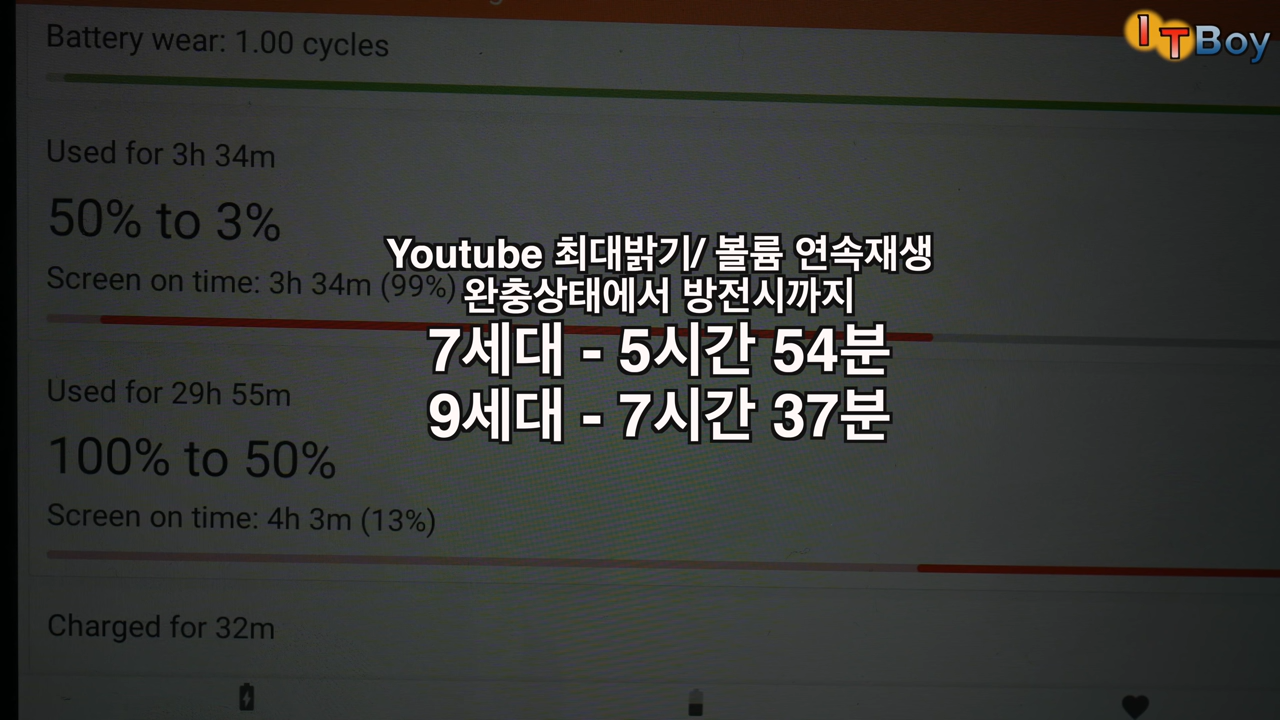 IT Boy
Battery wear: 1.00 cycles
Used for 3h 34m
50% to 3%
Screen on time: 3h 34m (99%)
Youtube 최대밝기/ 볼륨 연속재생
완충상태에서 방전시까지
7세대 - 5시간 54분
9세대 - 7시간 37분
Used for 29h 55m
100% to 50%
Screen on time: 4h 3m (13%)
Charged for 32m